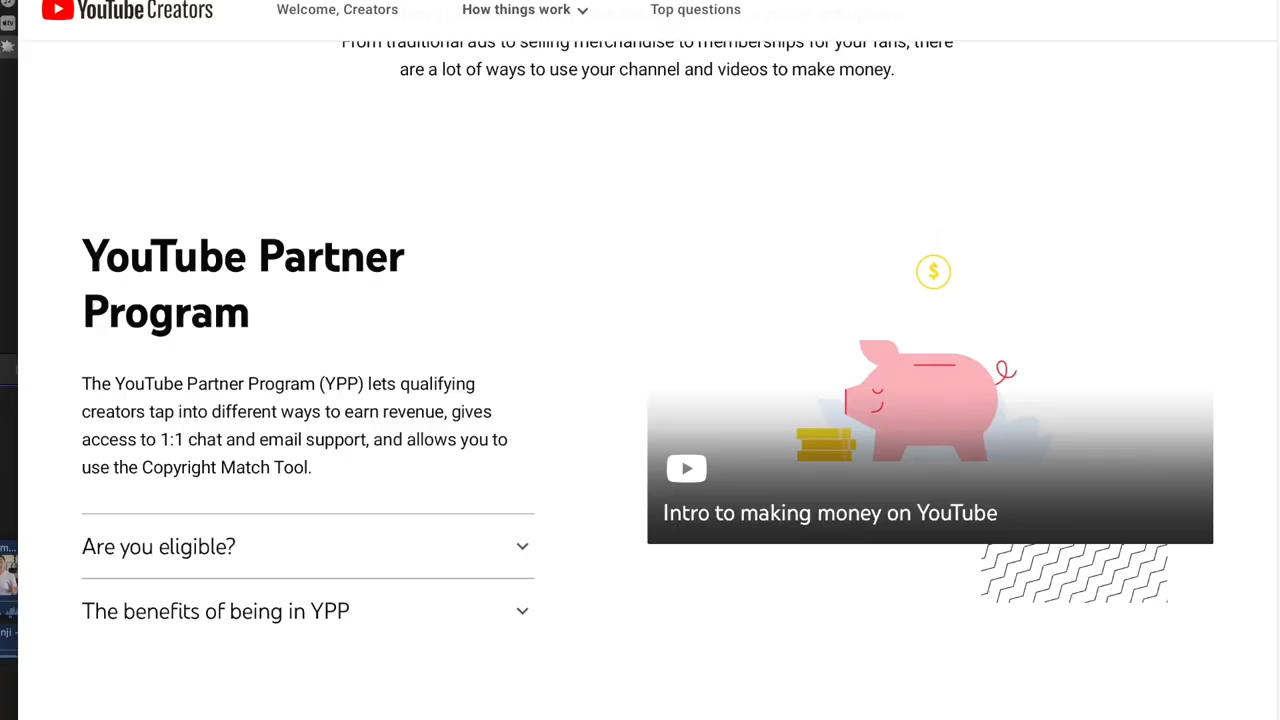 YouTube Creators
Welcome, Creators
How things work
Top questions
From traditional ads to selling merchandise to memberships for your fans, there
are a lot of ways to use your channel and videos to make money.
YouTube Partner
Program
$
The YouTube Partner Program (YPP) lets qualifying
creators tap into different ways to earn revenue, gives
access to 1:1 chat and email support, and allows you to
use the Copyright Match Tool.
Intro to making money on YouTube
Are you eligible?
The benefits of being in YPP